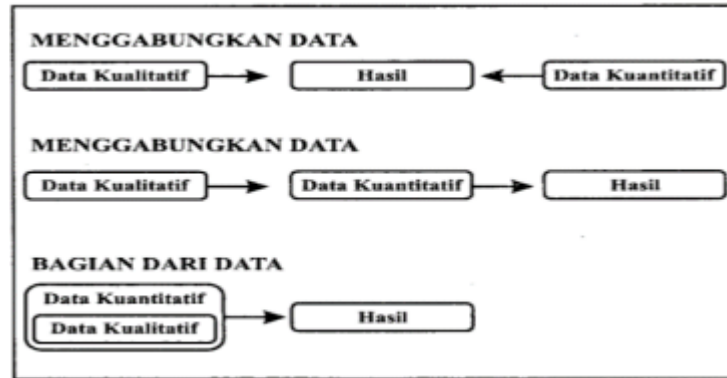 MENGGABUNGKAN DATA
Data Kualitatif Hasil Data Kuantitatif
MENGGABUNGKAN DATA
Data Kualitatif Data Kuantitatif Hasil
BAGIAN DARI DATA
Data Kuantitatif
Data Kualitatif Hasil